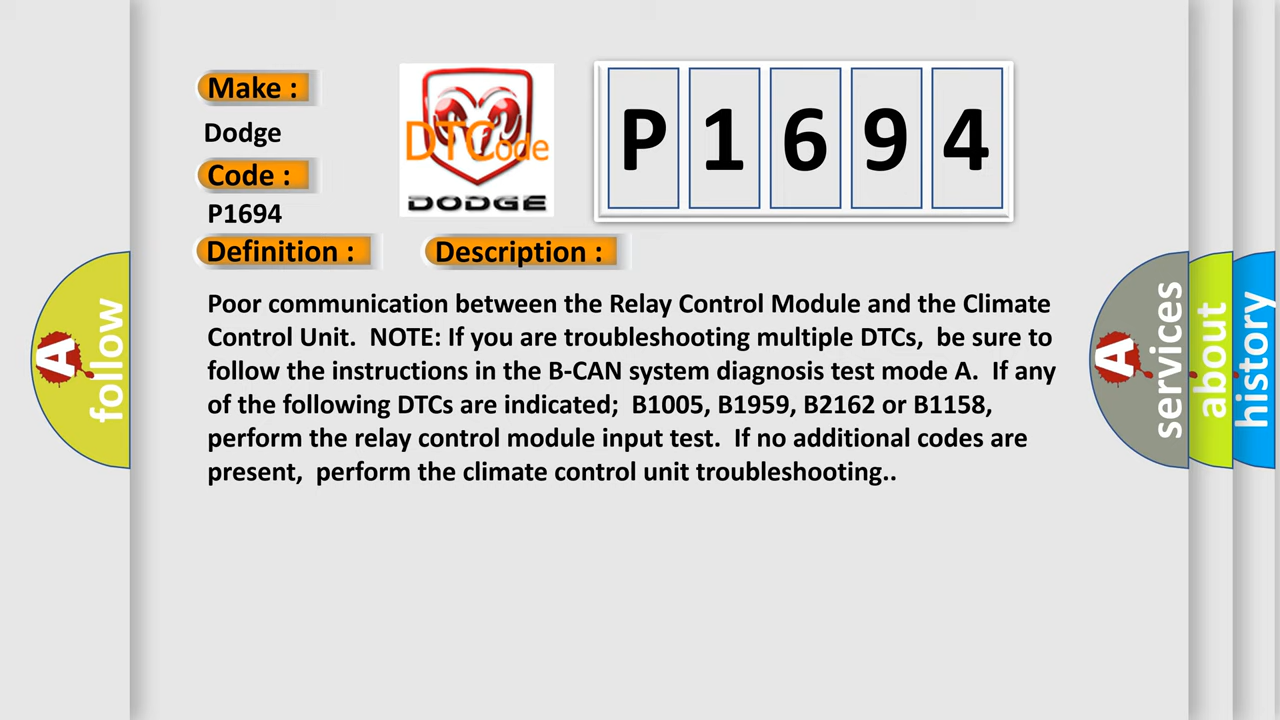 Make :
Dodge
Code :
P1694
Definition :
Description :
DTCode
DODGE
P 1 6 9 4
Poor communication between the Relay Control Module and the Climate
Control Unit. NOTE: If you are troubleshooting multiple DTCs, be sure to
follow the instructions in the B-CAN system diagnosis test mode A. If any
of the following DTCs are indicated; B1005, B1959, B2162 or B1158,
perform the relay control module input test. If no additional codes are
present, perform the climate control unit troubleshooting..
A follow
A services
about
history